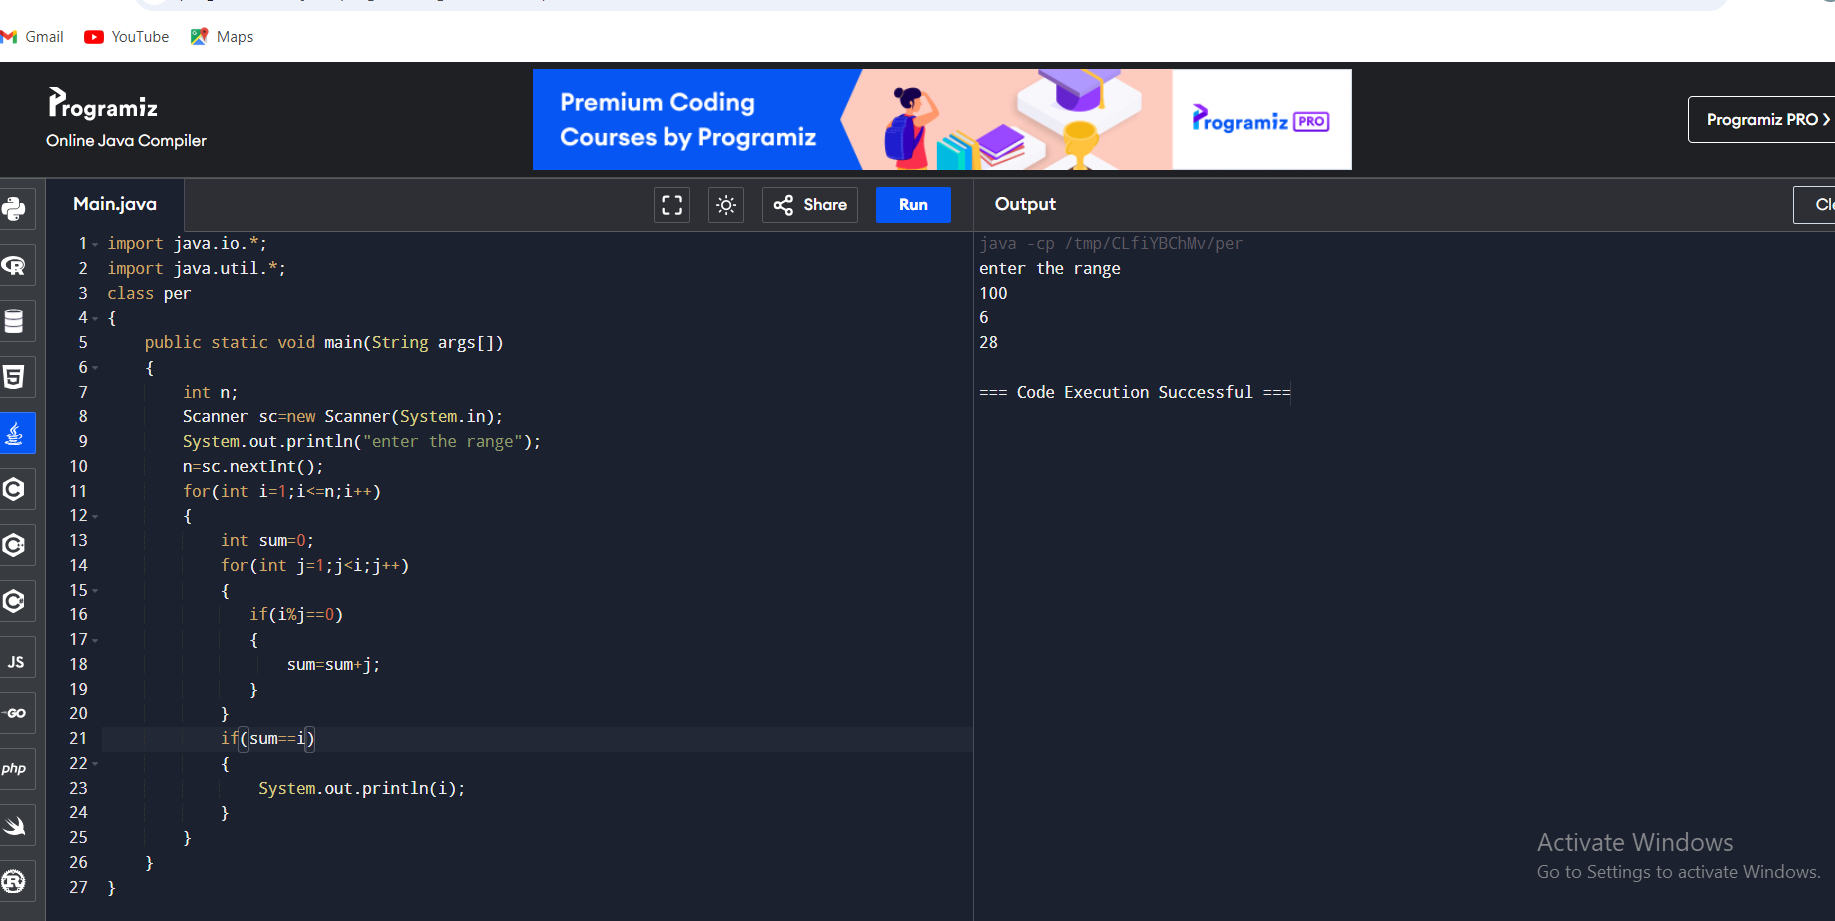 Gmail YouTube Maps
Programiz
Online Java Compiler
Premium Coding
Courses by Programiz
Programiz PRO
Programiz PRO
Main.java
Share
Run
Output
1 import java.io.*;
2 import java.util.*;
3 class per
4 {
5 public static void main(String args[])
6 {
7 int n;
8 Scanner sc=new Scanner(System.in);
9 System.out.println("enter the range");
10 n=sc.nextInt();
11 for(int i=1;i<=n;i++)
12 {
13 int sum=0;
14 for(int j=1;j<i;j++)
15 {
16 if(i%j==0)
17 {
18 sum=sum+j;
19 }
20 }
21 if(sum==i)
22 {
23 System.out.println(i);
24 }
25 }
26 }
27 }
java -cp /tmp/CLfiYBChMv/per
enter the range
100
6
28
=== Code Execution Successful ===
JS
GO
php
Activate Windows
Go to Settings to activate Windows.